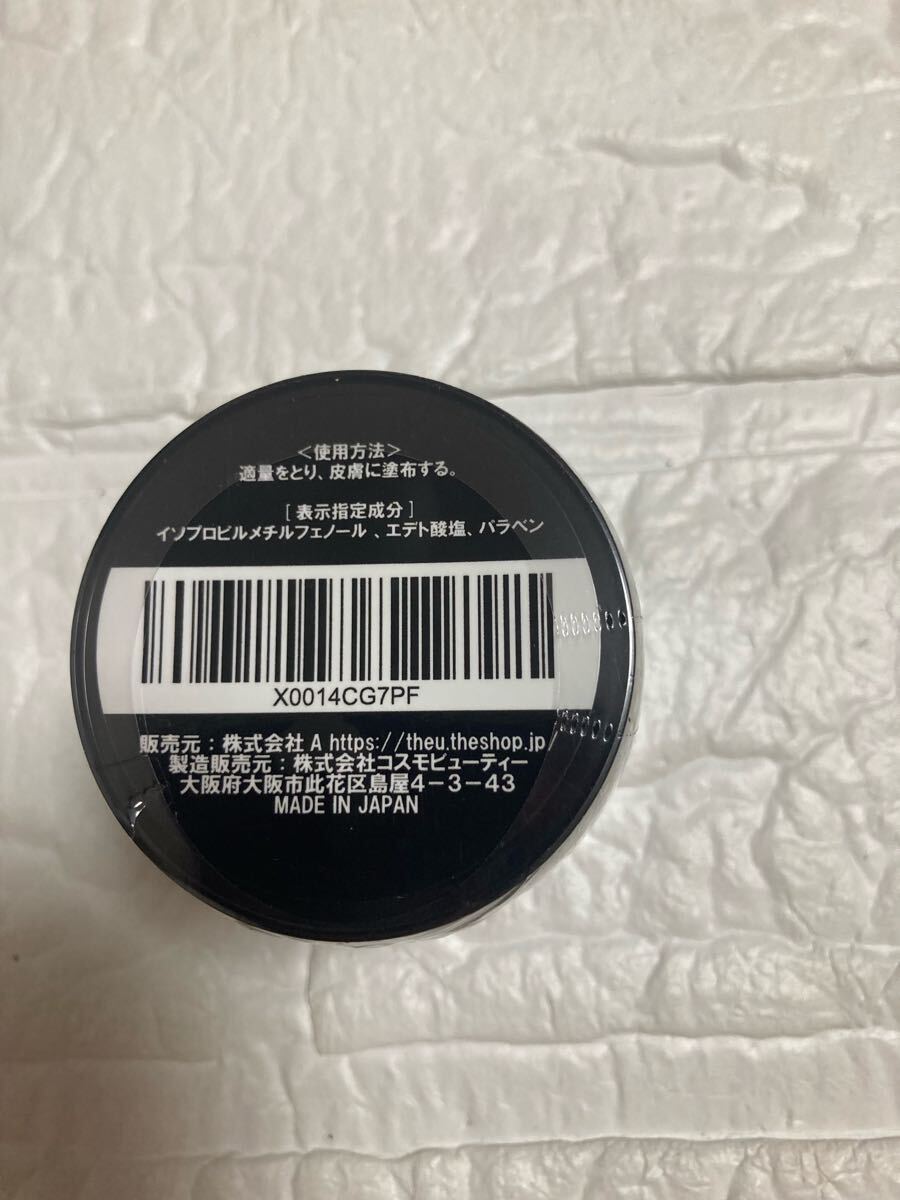 ＜使用方法＞
適量をとり、皮膚に塗布する。
[ 表示指定成分 ]
イソプロピルメチルフェノール 、エデト酸塩、パラベン
X0014CG7PF
販売元：株式会社 A https://theu.theshop.jp/
製造販売元：株式会社コスモビューティー
大阪府大阪市此花区島屋4－3－43
MADE IN JAPAN